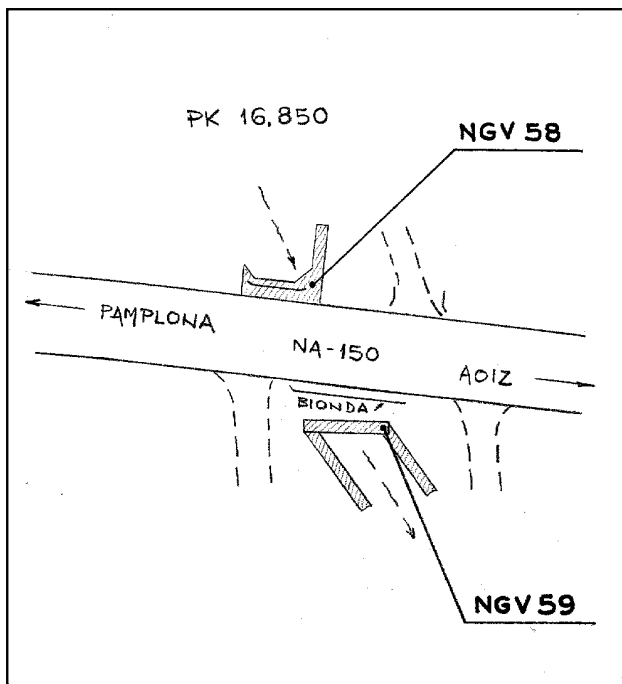 PK 16,850
NGV 58
PAMPLONA
NA-150
AOIZ
BIONDA
NGV 59